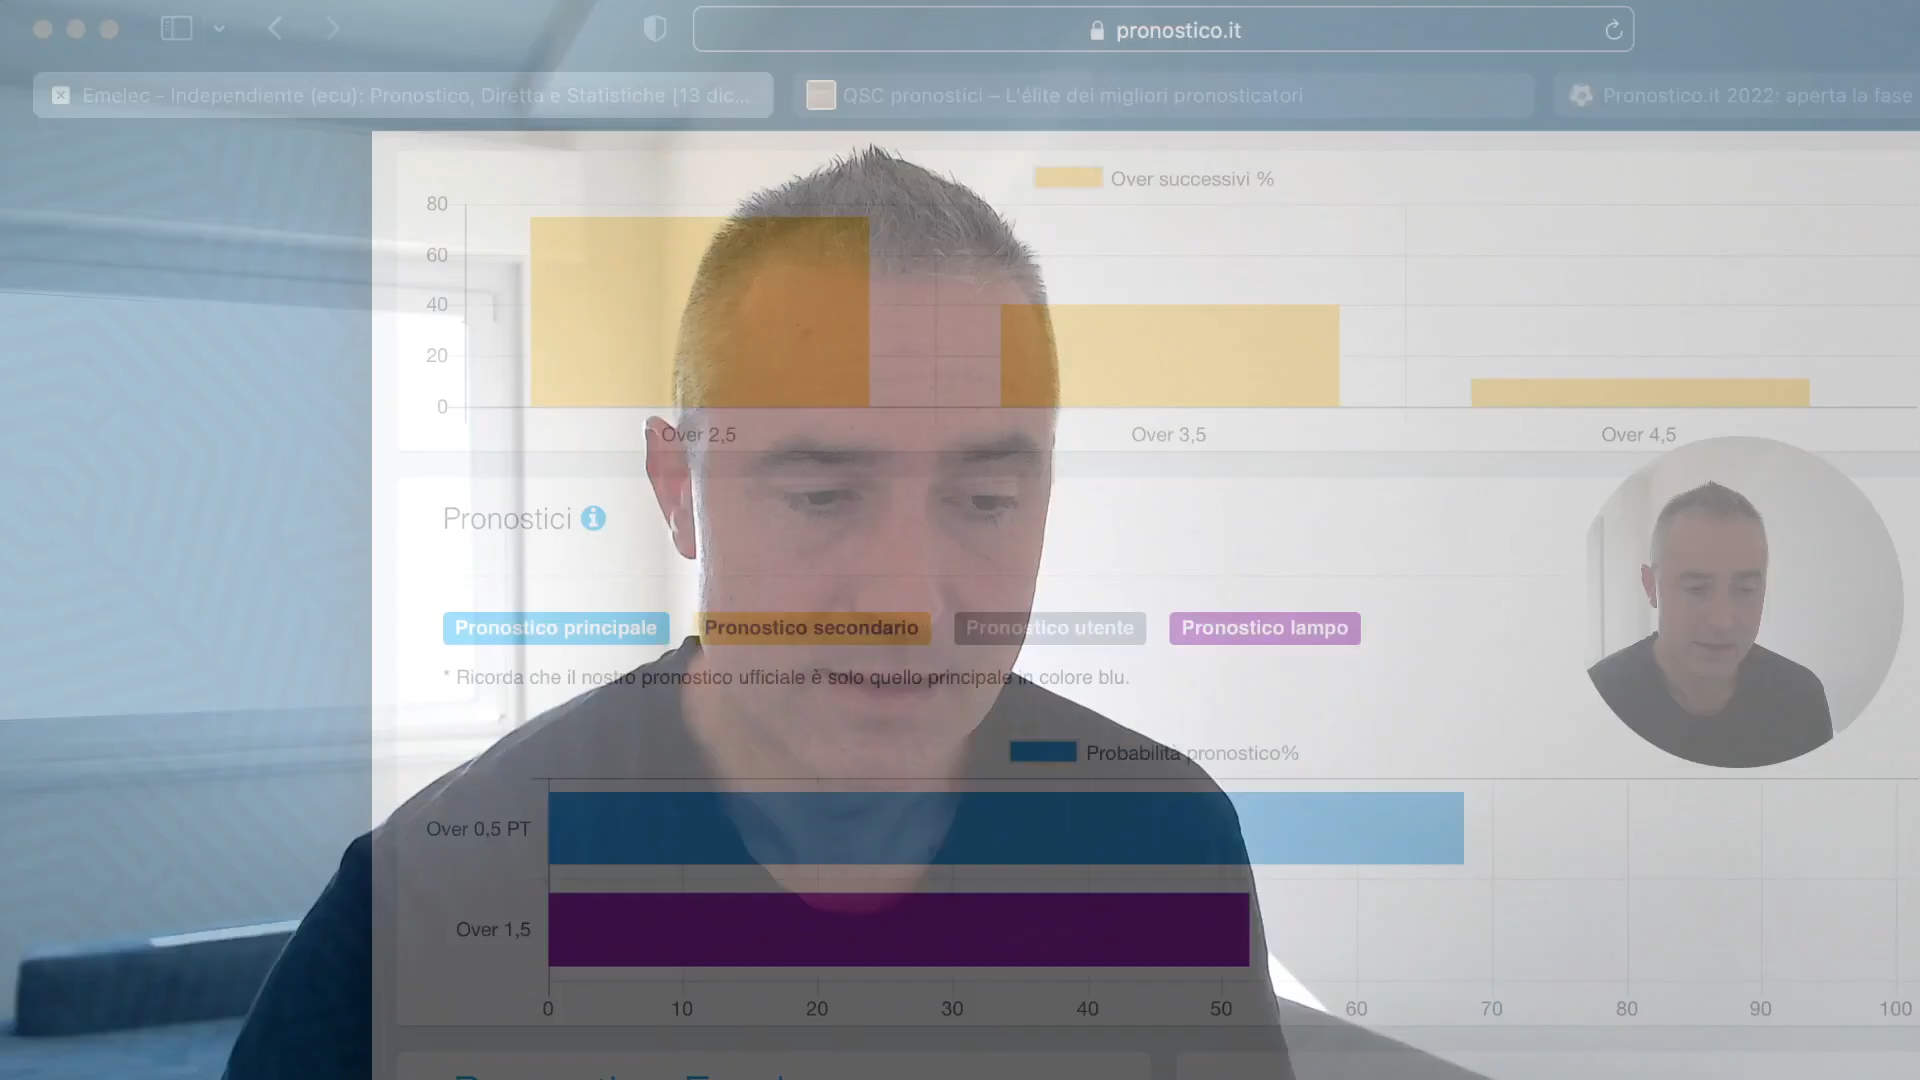 pronostico.it
Emelec – Independiente (ecu): Pronostico, Diretta e Statistiche [13 dic...
QSC pronostici – L'élite dei migliori pronosticatori
Pronostico.it 2022: aperta la fase
Over successivi %
80
60
40
20
0
Over 2,5
Over 3,5
Over 4,5
Pronostici
Pronostico principale
Pronostico secondario
Pronostico utente
Pronostico lampo
* Ricorda che il nostro pronostico ufficiale è solo quello principale in colore blu.
Probabilità pronostico%
Over 0,5 PT
Over 1,5
0 10 20 30 40 50 60 70 80 90 100